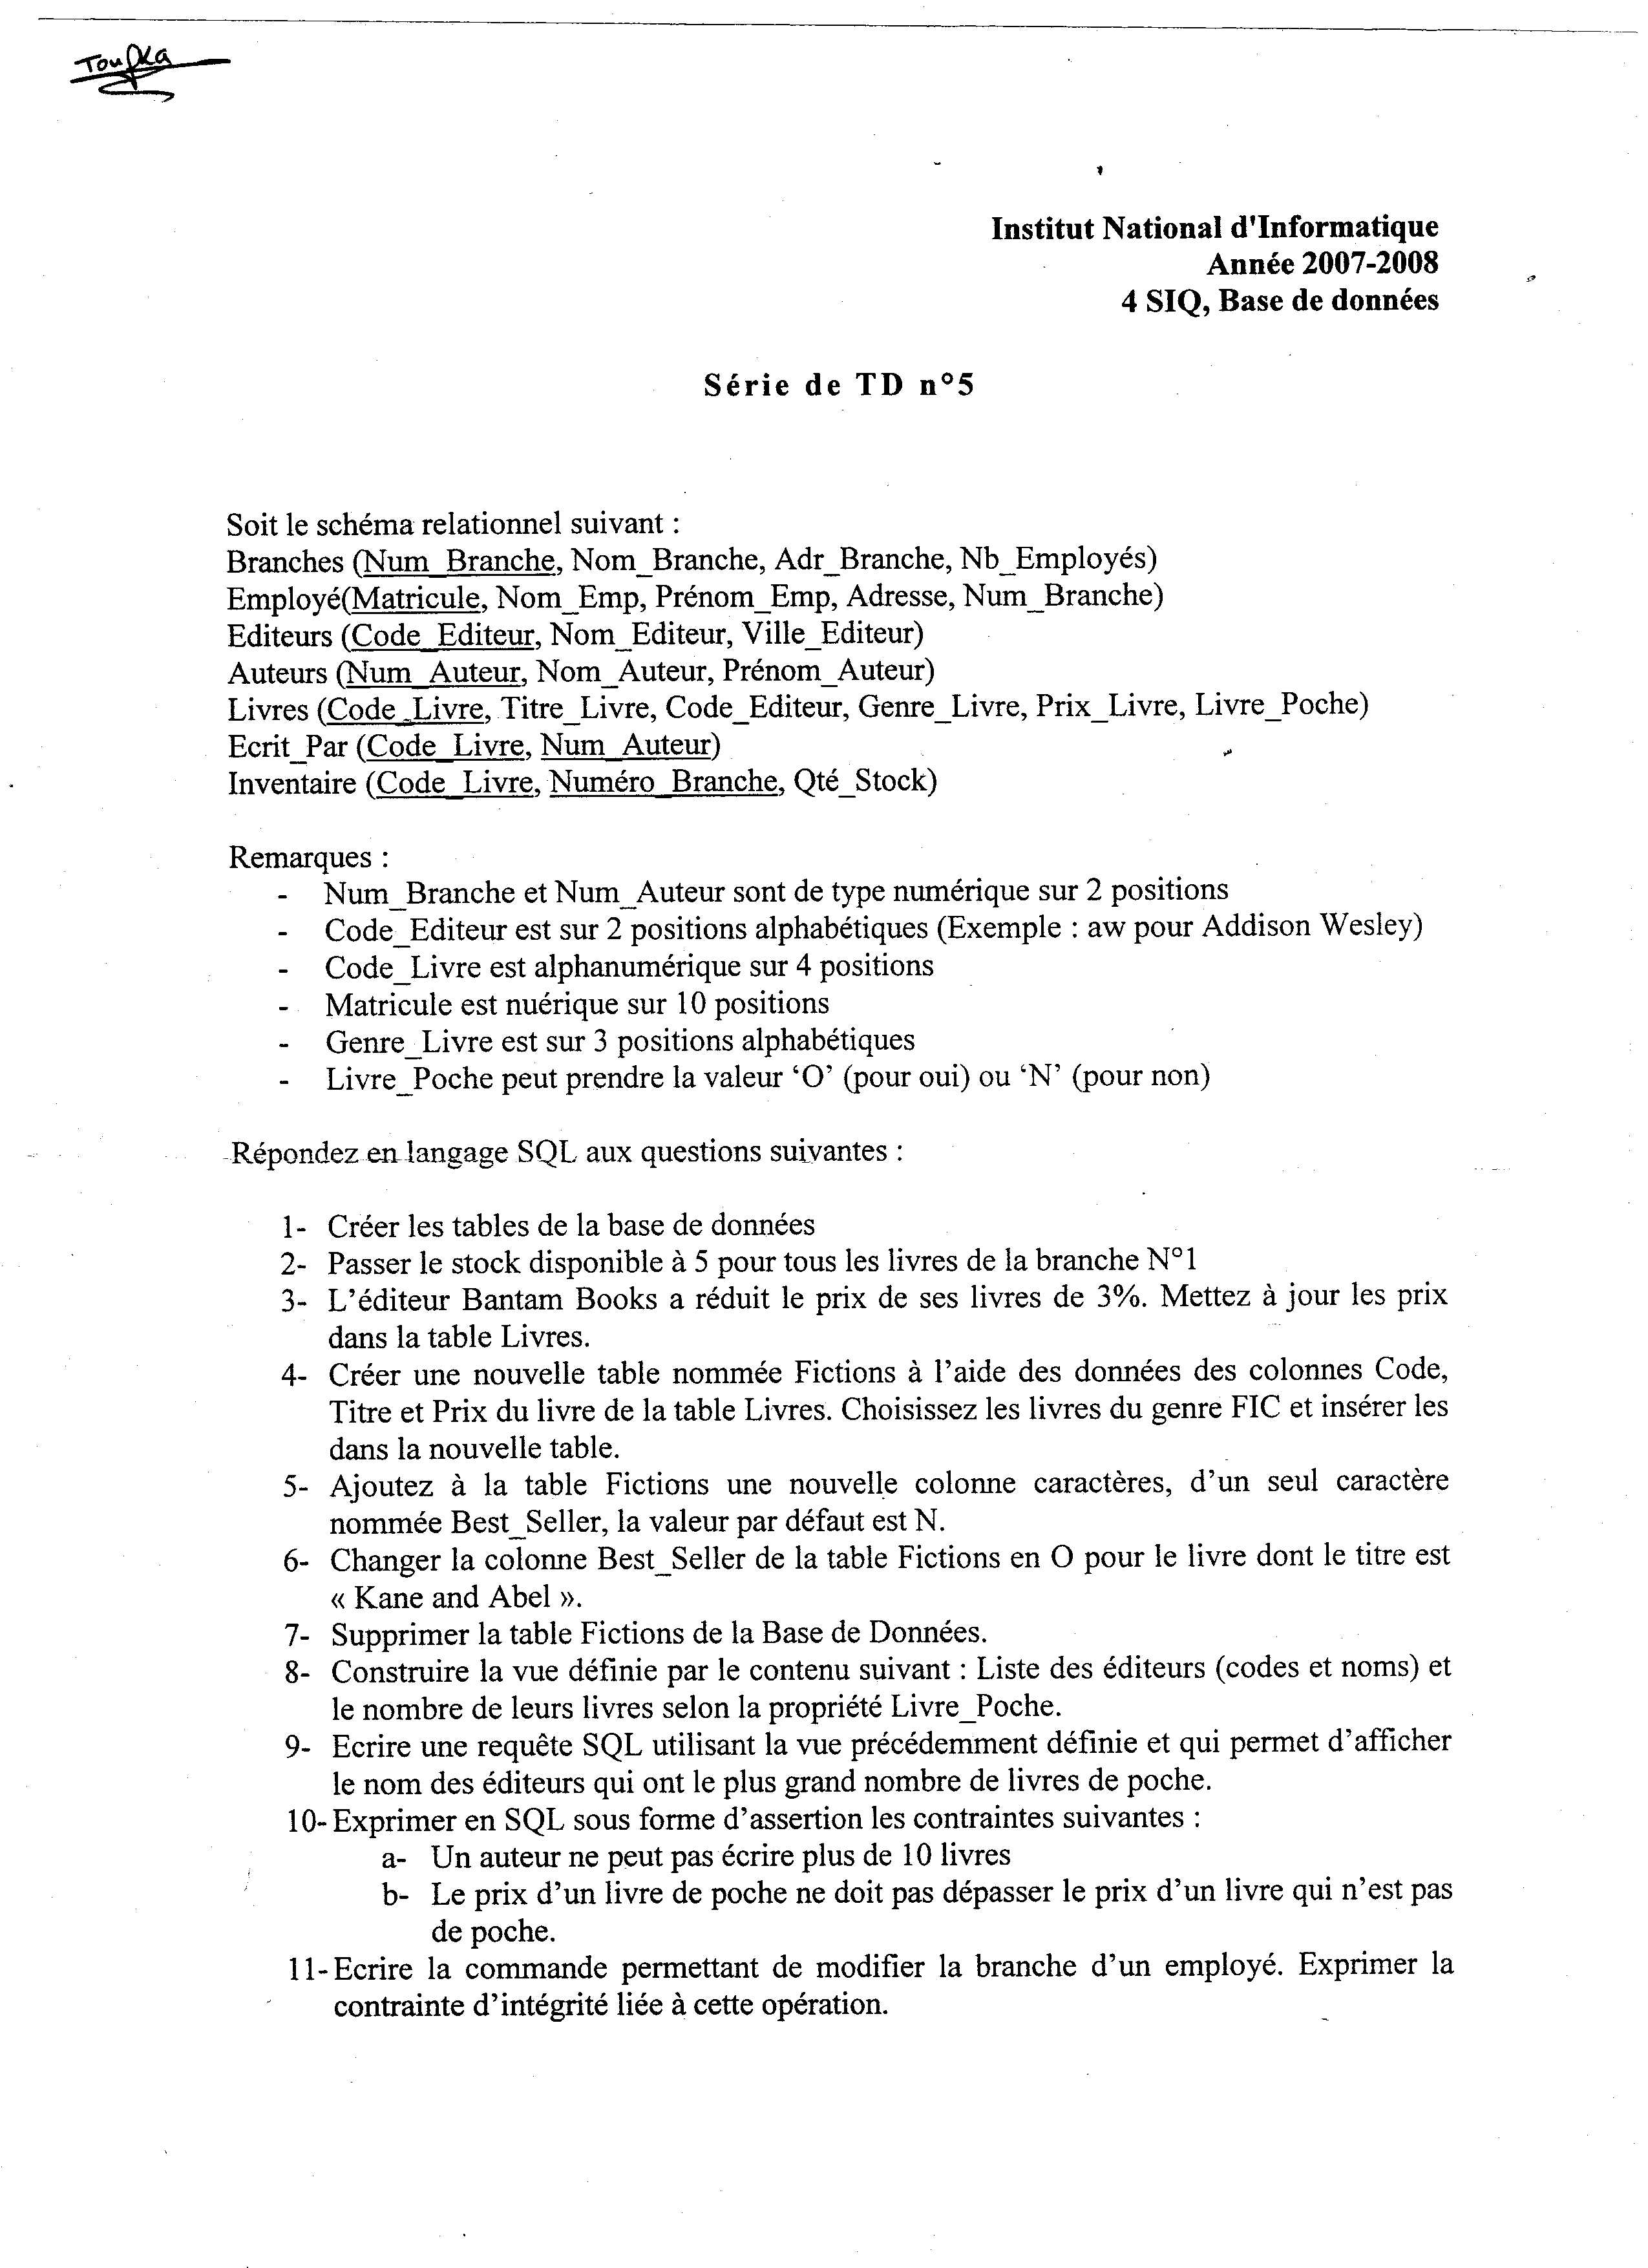 Toufka
Institut National d'Informatique
Année 2007-2008
4 SIQ, Base de données
Série de TD n°5
Soit le schéma relationnel suivant :
Branches (Num_Branche, Nom_Branche, Adr_Branche, Nb_Employés)
Employé(Matricule, Nom_Emp, Prénom_Emp, Adresse, Num_Branche)
Editeurs (Code_Editeur, Nom_Editeur, Ville_Editeur)
Auteurs (Num_Auteur, Nom_Auteur, Prénom_Auteur)
Livres (Code_Livre, Titre_Livre, Code_Editeur, Genre_Livre, Prix_Livre, Livre_Poche)
Ecrit_Par (Code_Livre, Num_Auteur)
Inventaire (Code_Livre, Numéro_Branche, Qté_Stock)
Remarques :
- Num_Branche et Num_Auteur sont de type numérique sur 2 positions
- Code_Editeur est sur 2 positions alphabétiques (Exemple : aw pour Addison Wesley)
- Code_Livre est alphanumérique sur 4 positions
- Matricule est nuérique sur 10 positions
- Genre_Livre est sur 3 positions alphabétiques
- Livre_Poche peut prendre la valeur ‘O’ (pour oui) ou ‘N’ (pour non)
Répondez en langage SQL aux questions suivantes :
1- Créer les tables de la base de données
2- Passer le stock disponible à 5 pour tous les livres de la branche N°1
3- L’éditeur Bantam Books a réduit le prix de ses livres de 3%. Mettez à jour les prix
dans la table Livres.
4- Créer une nouvelle table nommée Fictions à l’aide des données des colonnes Code,
Titre et Prix du livre de la table Livres. Choisissez les livres du genre FIC et insérer les
dans la nouvelle table.
5- Ajoutez à la table Fictions une nouvelle colonne caractères, d’un seul caractère
nommée Best_Seller, la valeur par défaut est N.
6- Changer la colonne Best_Seller de la table Fictions en O pour le livre dont le titre est
« Kane and Abel ».
7- Supprimer la table Fictions de la Base de Données.
8- Construire la vue définie par le contenu suivant : Liste des éditeurs (codes et noms) et
le nombre de leurs livres selon la propriété Livre_Poche.
9- Ecrire une requête SQL utilisant la vue précédemment définie et qui permet d’afficher
le nom des éditeurs qui ont le plus grand nombre de livres de poche.
10- Exprimer en SQL sous forme d’assertion les contraintes suivantes :
a- Un auteur ne peut pas écrire plus de 10 livres
b- Le prix d’un livre de poche ne doit pas dépasser le prix d’un livre qui n’est pas
de poche.
11- Ecrire la commande permettant de modifier la branche d’un employé. Exprimer la
contrainte d’intégrité liée à cette opération.